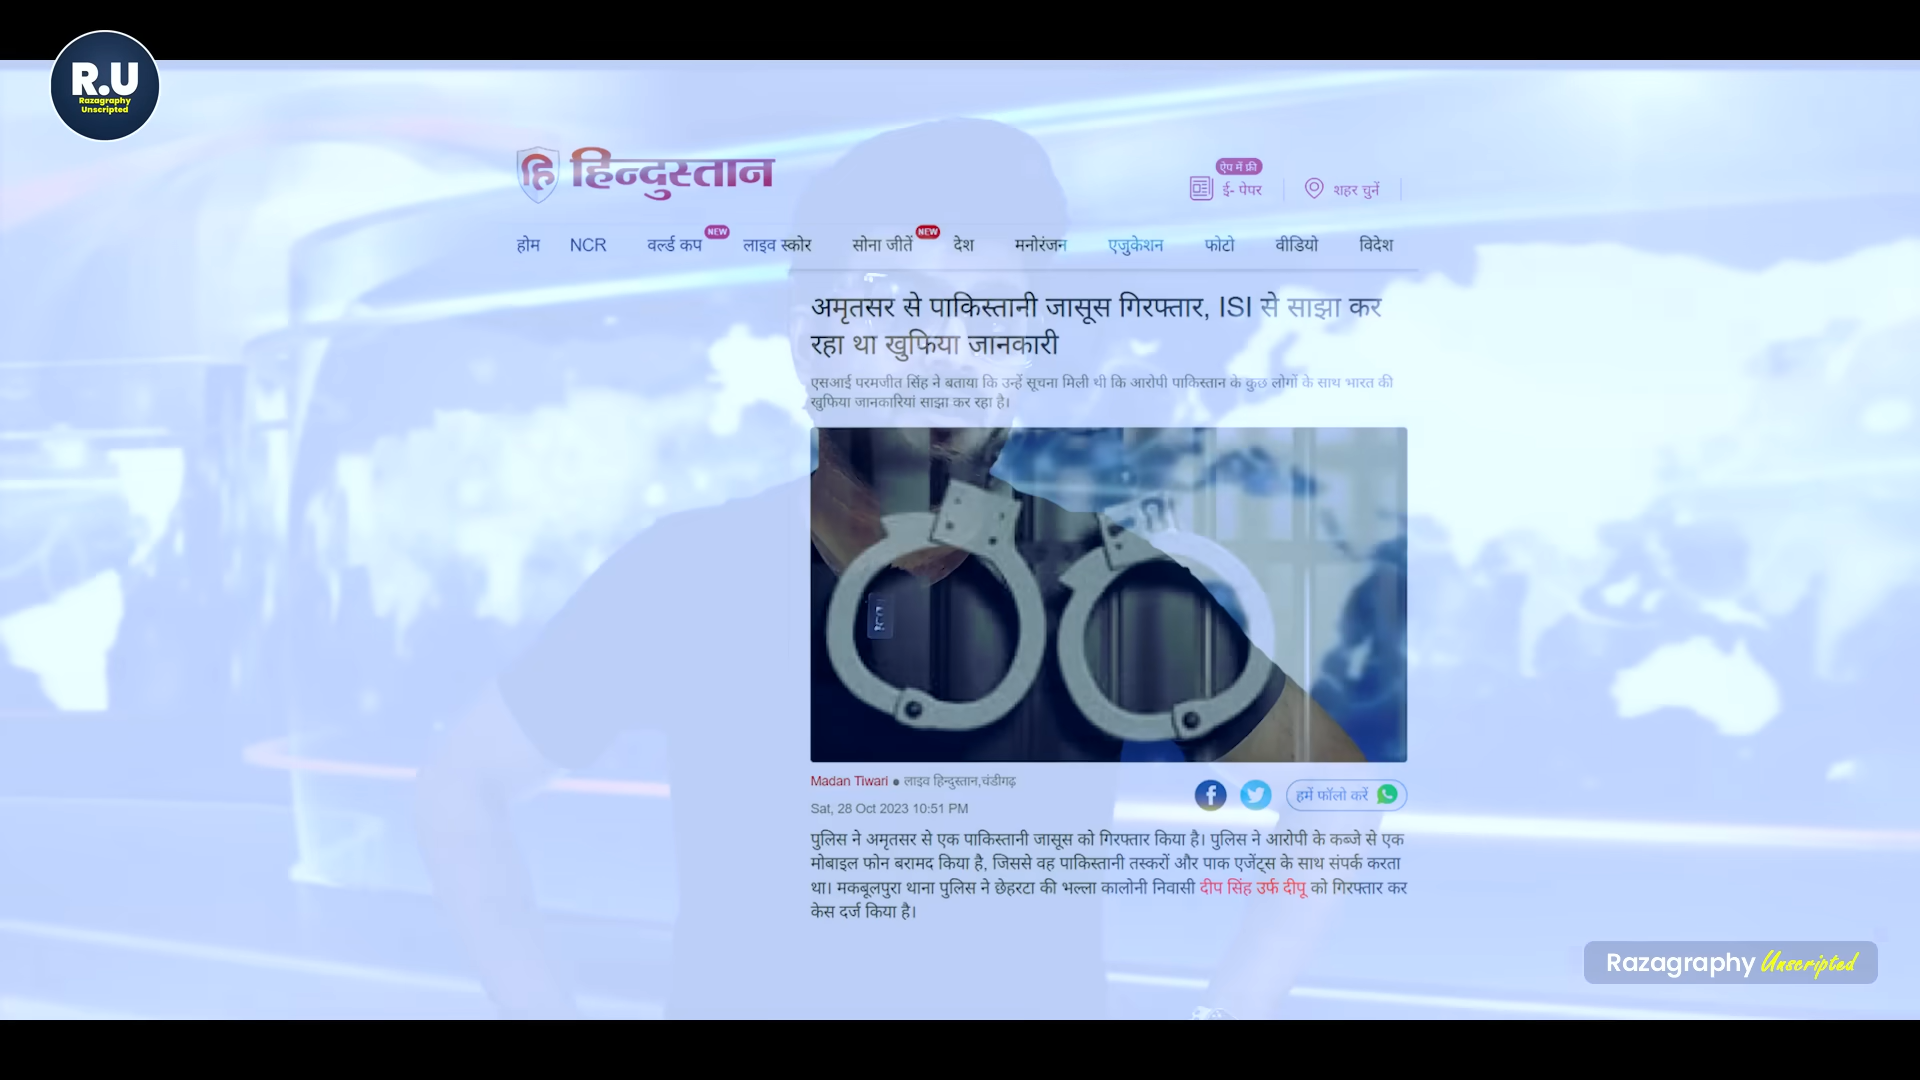 R.U
Razagraphy
Unscripted
हि हिन्दुस्तान
ऐप में फ्री
ई- पेपर
शहर चुनें
होम NCR वर्ल्ड कप NEW लाइव स्कोर सोना जीतें NEW देश मनोरंजन एजुकेशन फोटो वीडियो विदेश
अमृतसर से पाकिस्तानी जासूस गिरफ्तार, ISI से साझा कर
रहा था खुफिया जानकारी
एसआई परमजीत सिंह ने बताया कि उन्हें सूचना मिली थी कि आरोपी पाकिस्तान के कुछ लोगों के साथ भारत की
खुफिया जानकारियां साझा कर रहा है।
Madan Tiwari ● लाइव हिन्दुस्तान,चंडीगढ़
Sat, 28 Oct 2023 10:51 PM
हमें फॉलो करें
पुलिस ने अमृतसर से एक पाकिस्तानी जासूस को गिरफ्तार किया है। पुलिस ने आरोपी के कब्जे से एक
मोबाइल फोन बरामद किया है, जिससे वह पाकिस्तानी तस्करों और पाक एजेंट्स के साथ संपर्क करता
था। मकबूलपुरा थाना पुलिस ने छेहरटा की भल्ला कालोनी निवासी दीप सिंह उर्फ दीपू को गिरफ्तार कर
केस दर्ज किया है।
Razagraphy Unscripted